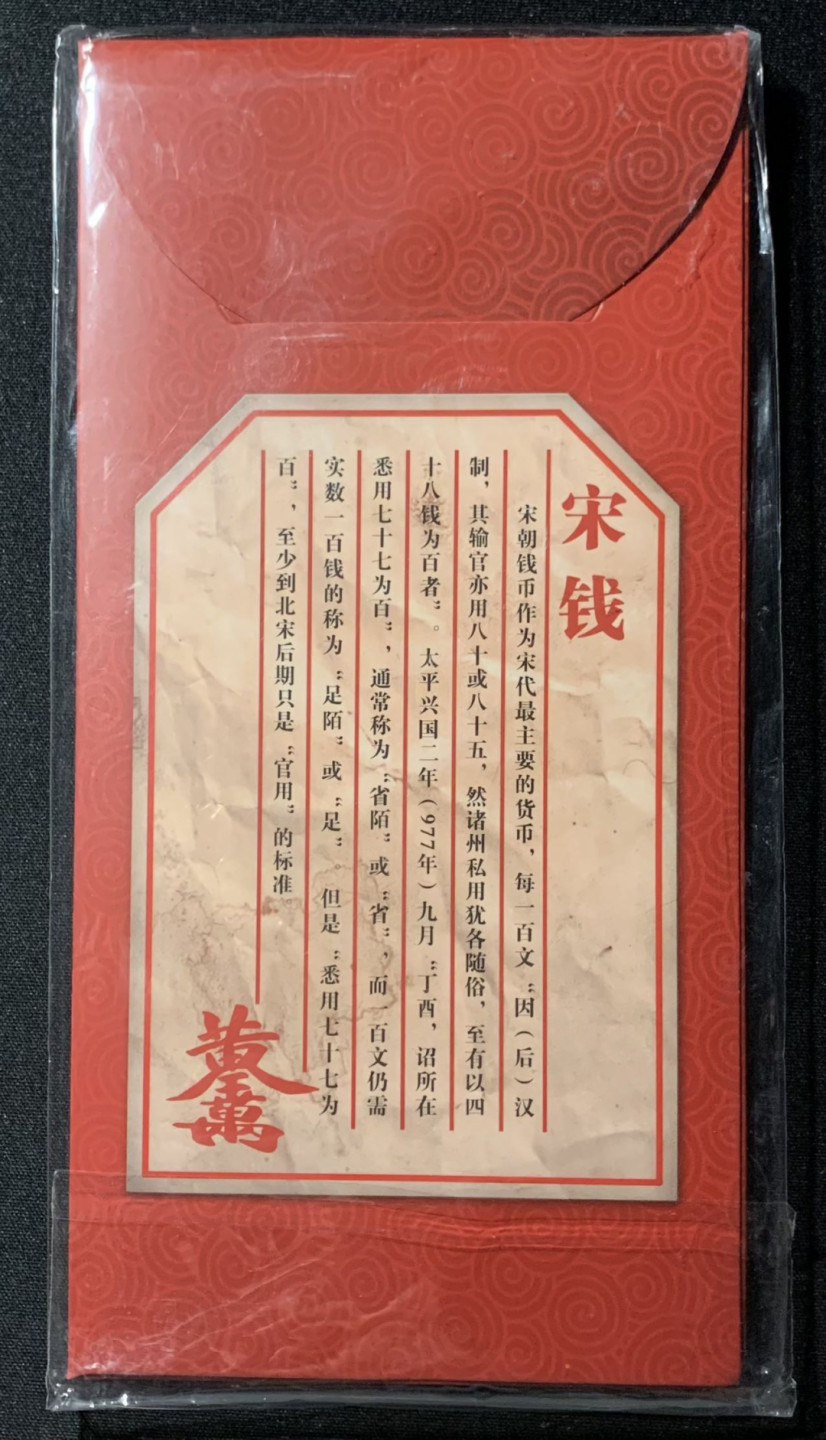 宋钱
宋朝钱币作为宋代最主要的货币，每一百文“因（后）汉
制，其输官亦用八十或八十五，然诸州私用犹各随俗，至有以四
十八钱为百者”。太平兴国二年（977年）九月“丁酉，诏所在
悉用七十七为百”，通常称为“省陌”或“省”，而一百文仍需
实数一百钱的称为“足陌”或“足”。但是“悉用七十七为
百”，至少到北宋后期只是“官用”的标准。